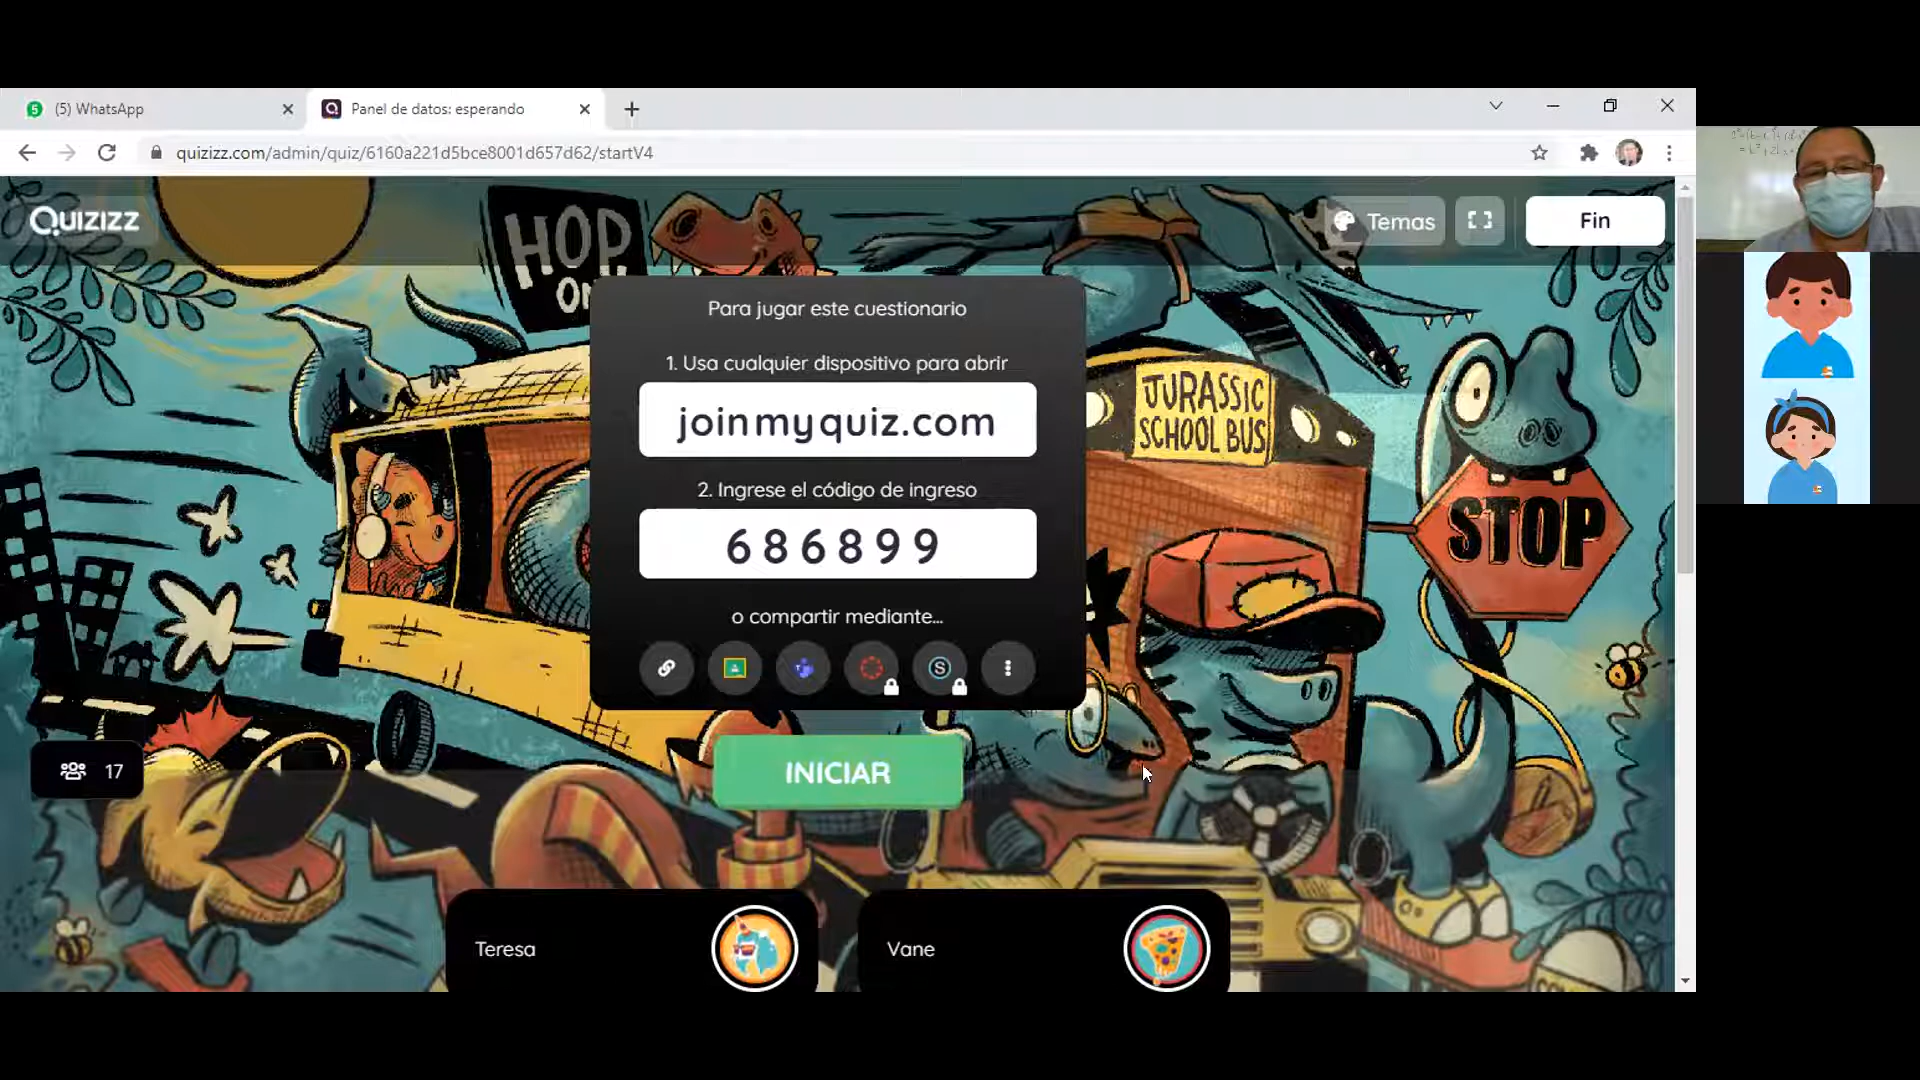 (5) WhatsApp
Panel de datos: esperando
quizizz.com/admin/quiz/6160a221d5bce8001d657d62/startV4
Quizizz
HOP
ON
Temas
Fin
Para jugar este cuestionario
1. Usa cualquier dispositivo para abrir
joinmyquiz.com
2. Ingrese el código de ingreso
686899
o compartir mediante...
JURASSIC
SCHOOL BUS
STOP
17
INICIAR
Teresa
Vane